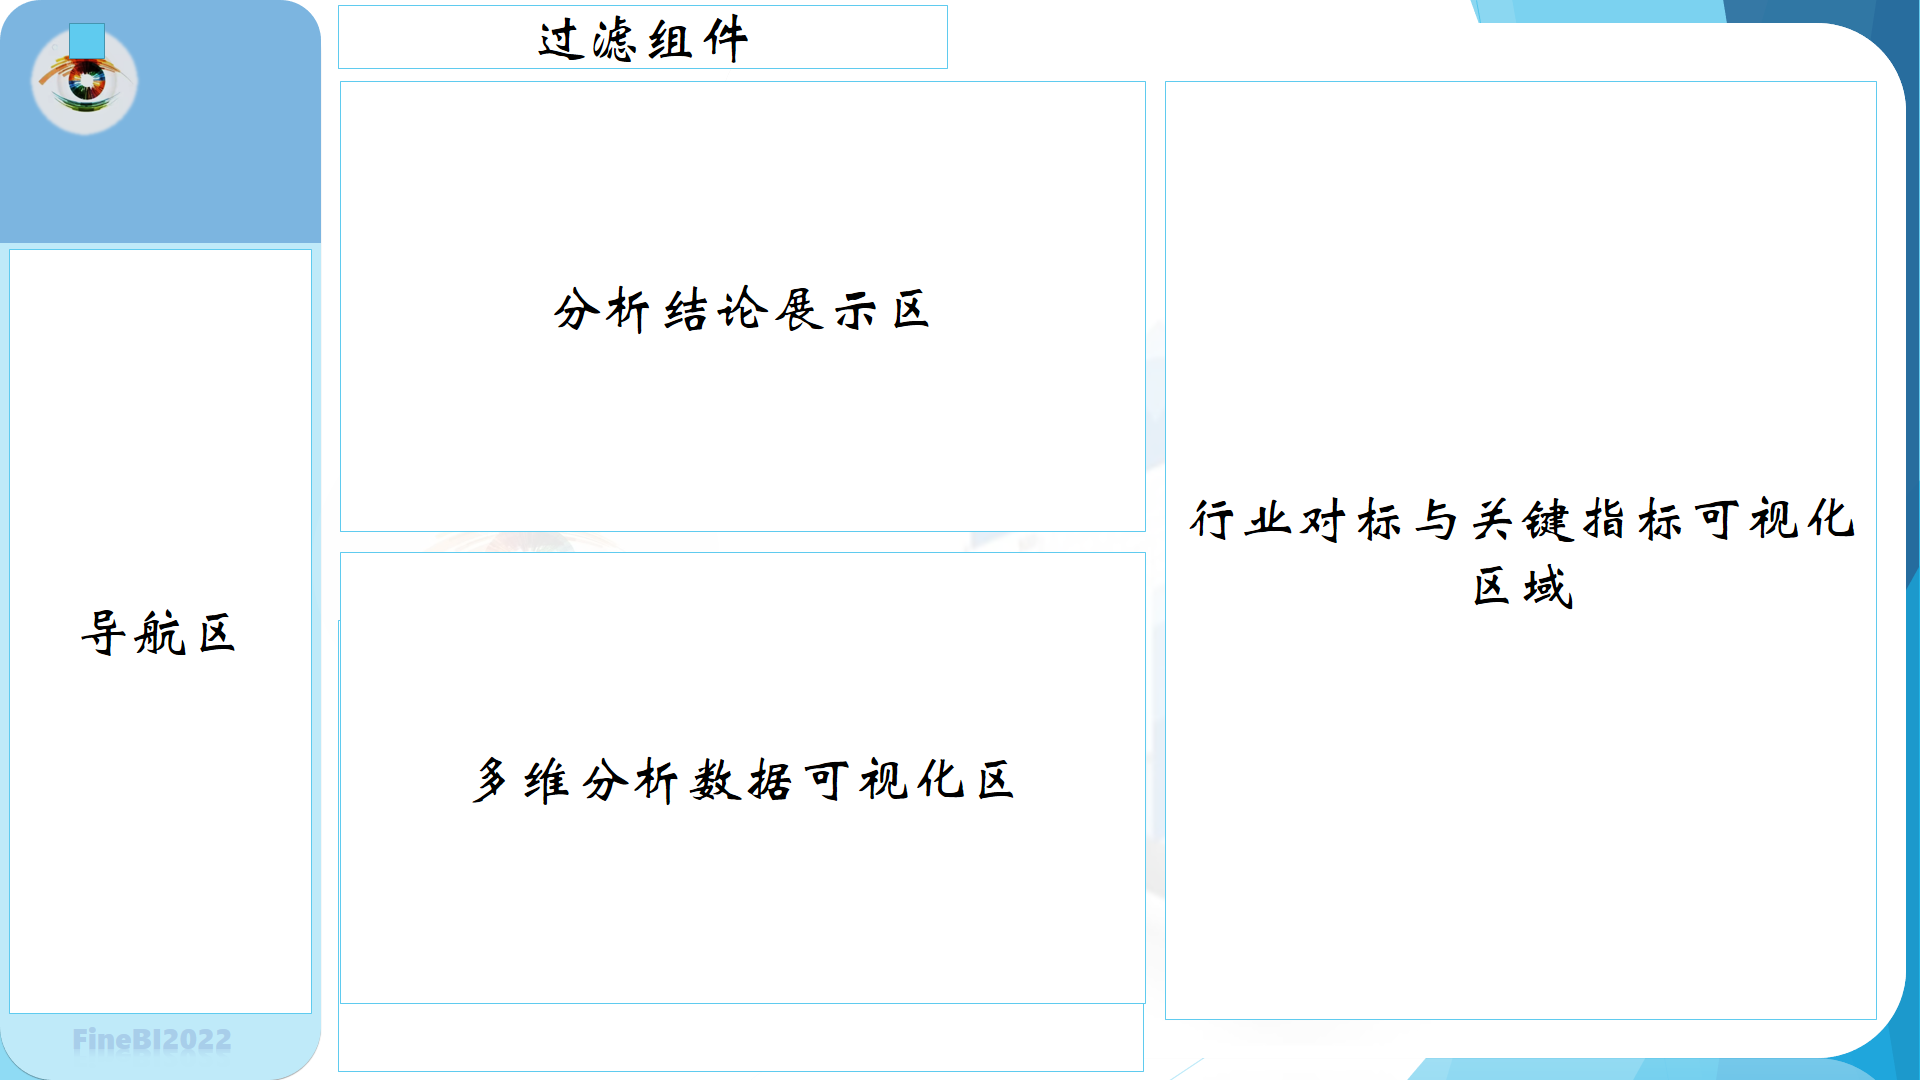 过滤组件
分析结论展示区
行业对标与关键指标可视化
区域
导航区
多维分析数据可视化区
FineBI2022